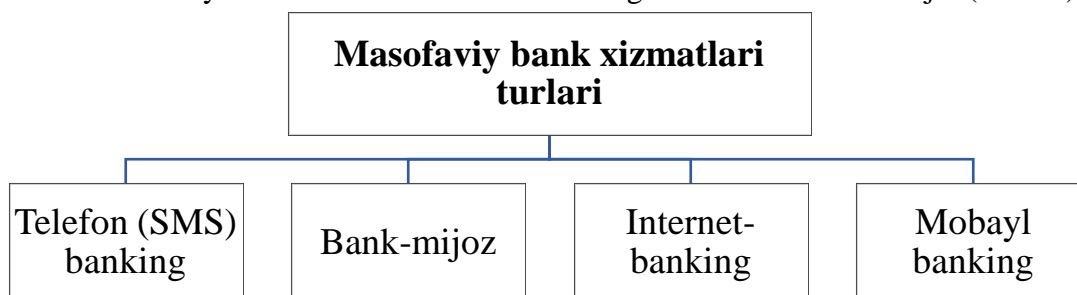 Masofaviy bank xizmatlari
turlari
Telefon (SMS)
banking
Bank-mijoz
Internet-
banking
Mobayl
banking